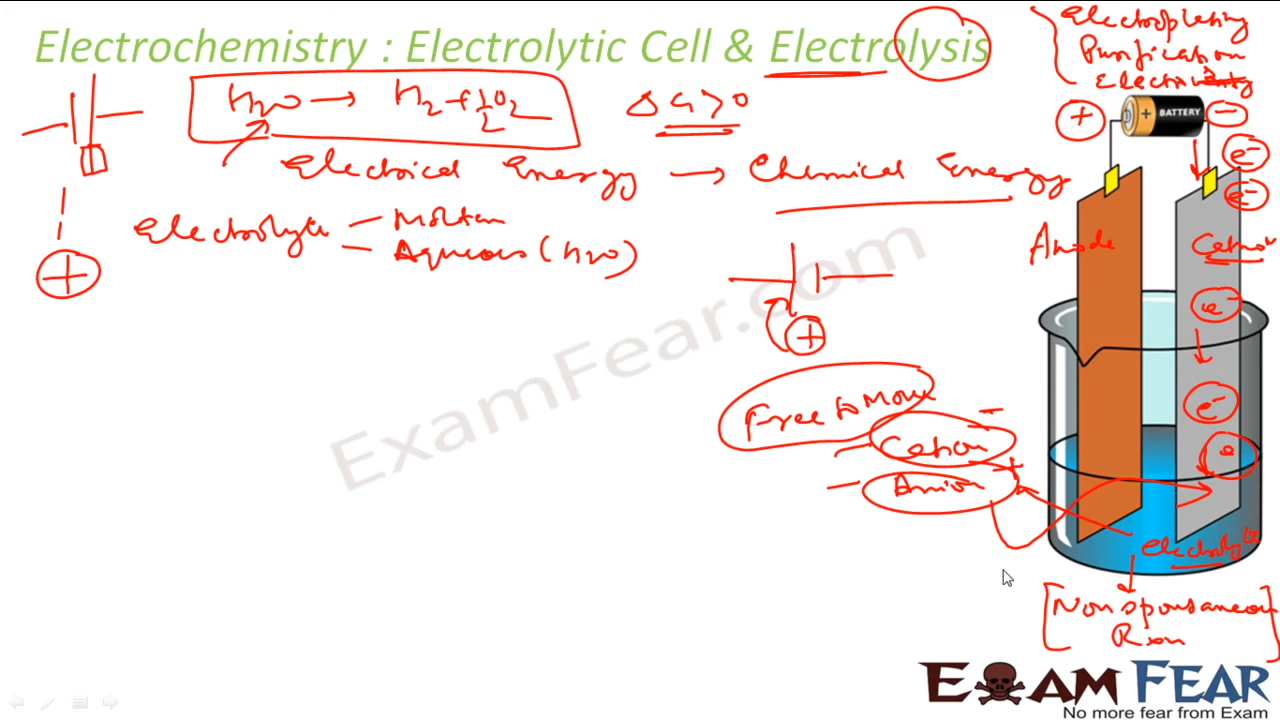 Electrochemistry : Electrolytic Cell & Electrolysis
Electroplating
Purification
H2O → H2 + 1/2 O2
ΔG > 0
+ + BATTERY −
e−
e−
Electrical Energy → Chemical Energy
Electrolyte – Molten
– Aqueous (H2O)
Anode
e−
+
+
e−
Free to Move
Cation −
e
Anion +
Electrolyte
Non spontaneous
Rxn
ExamFear.com
EXAM FEAR
No more fear from Exam